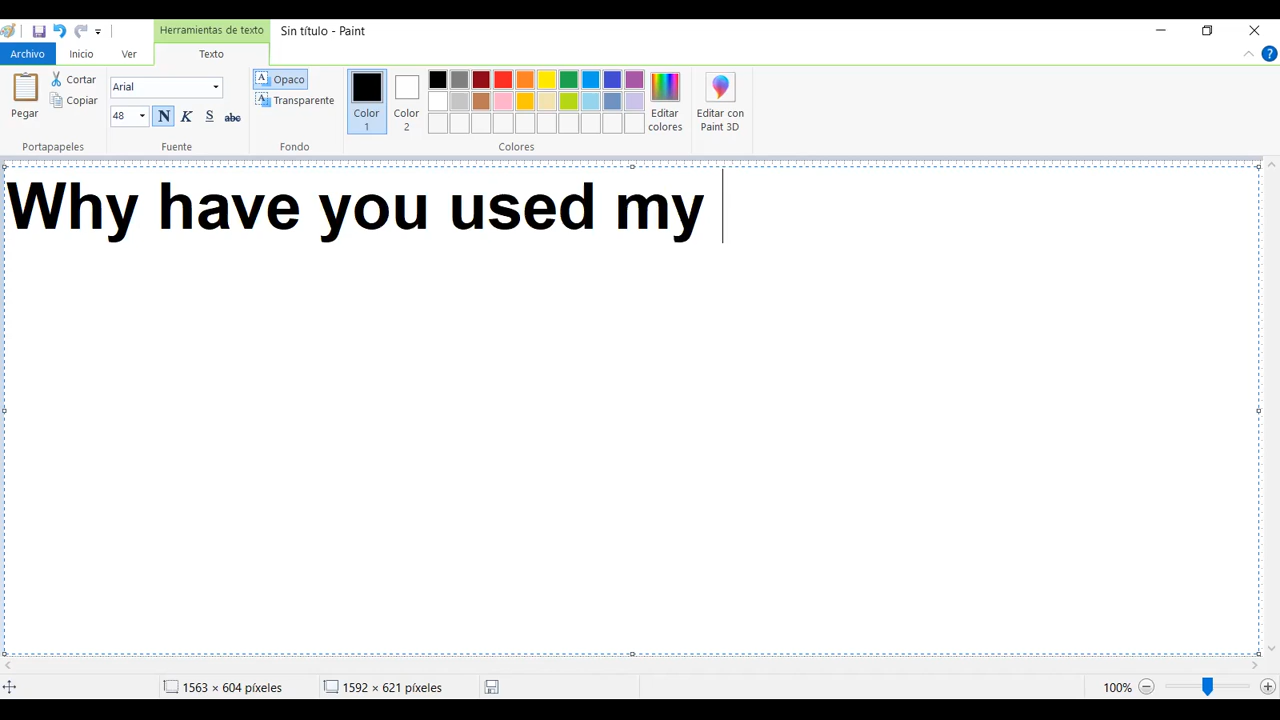 Herramientas de texto
Sin título - Paint
Archivo
Inicio
Ver
Texto
Pegar
Cortar
Copiar
Portapapeles
Arial
48
N K S abc
Fuente
Opaco
Transparente
Fondo
Color 1
Color 2
Editar colores
Colores
Editar con Paint 3D
Why have you used my
1563 × 604 píxeles
1592 × 621 píxeles
100%